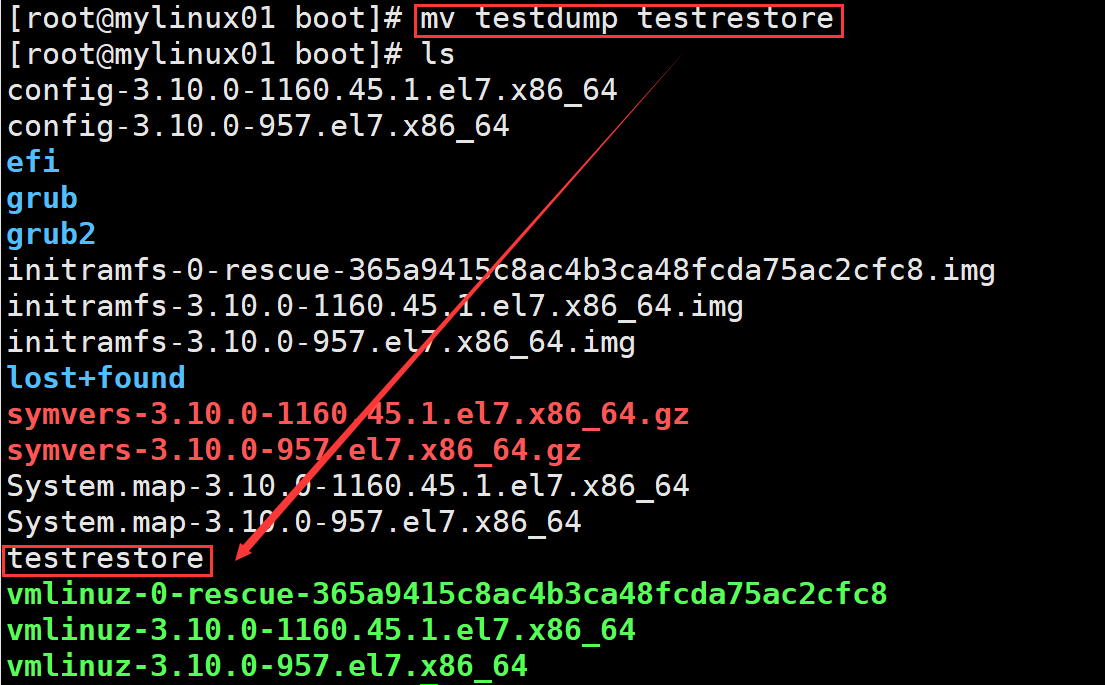 [root@mylinux01 boot]# mv testdump testrestore
[root@mylinux01 boot]# ls
config-3.10.0-1160.45.1.el7.x86_64
config-3.10.0-957.el7.x86_64
efi
grub
grub2
initramfs-0-rescue-365a9415c8ac4b3ca48fcda75ac2cfc8.img
initramfs-3.10.0-1160.45.1.el7.x86_64.img
initramfs-3.10.0-957.el7.x86_64.img
lost+found
symvers-3.10.0-1160.45.1.el7.x86_64.gz
symvers-3.10.0-957.el7.x86_64.gz
System.map-3.10.0-1160.45.1.el7.x86_64
System.map-3.10.0-957.el7.x86_64
testrestore
vmlinuz-0-rescue-365a9415c8ac4b3ca48fcda75ac2cfc8
vmlinuz-3.10.0-1160.45.1.el7.x86_64
vmlinuz-3.10.0-957.el7.x86_64